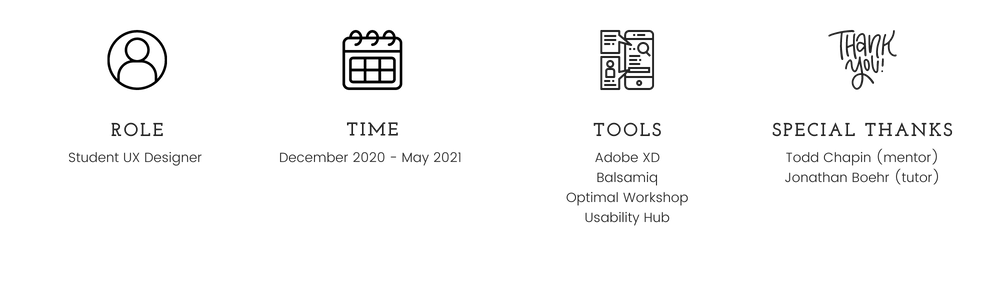 Thank
you!
ROLE
Student UX Designer
TIME
December 2020 - May 2021
TOOLS
Adobe XD
Balsamiq
Optimal Workshop
Usability Hub
SPECIAL THANKS
Todd Chapin (mentor)
Jonathan Boehr (tutor)